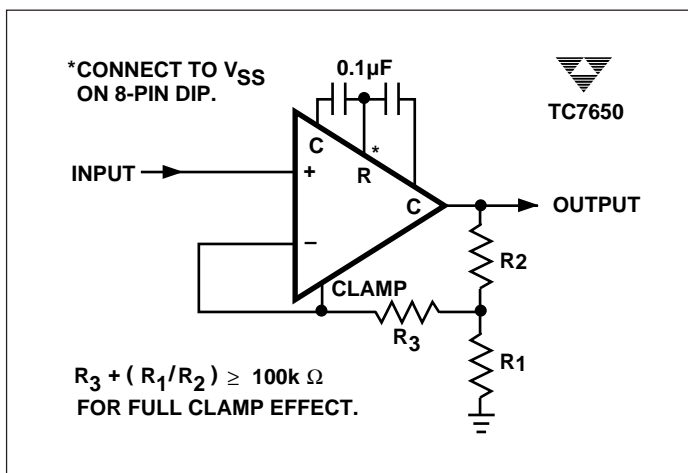 *CONNECT TO VSS
ON 8-PIN DIP.
0.1µF
TC7650
C
R
*
C
INPUT
+
−
OUTPUT
R2
CLAMP
R3
R1
R3 + ( R1/R2 ) ≥ 100k Ω
FOR FULL CLAMP EFFECT.